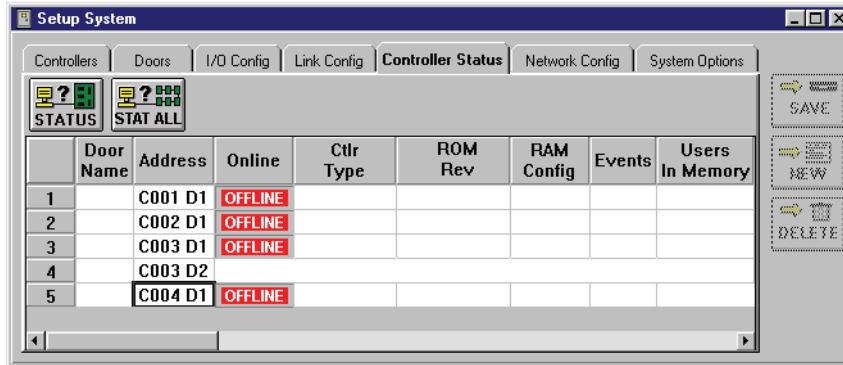 Setup System
Controllers Doors I/O Config Link Config Controller Status Network Config System Options
STATUS STAT ALL
SAVE
NEW
DELETE
Door Name Address Online Ctlr Type ROM Rev RAM Config Events Users In Memory
1 C001 D1 OFFLINE
2 C002 D1 OFFLINE
3 C003 D1 OFFLINE
4 C003 D2
5 C004 D1 OFFLINE